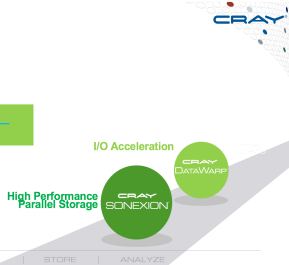 CRAY
I/O Acceleration
CRAY
DATAWARP
High Performance
Parallel Storage
CRAY
SONEXION
STORE
ANALYZE